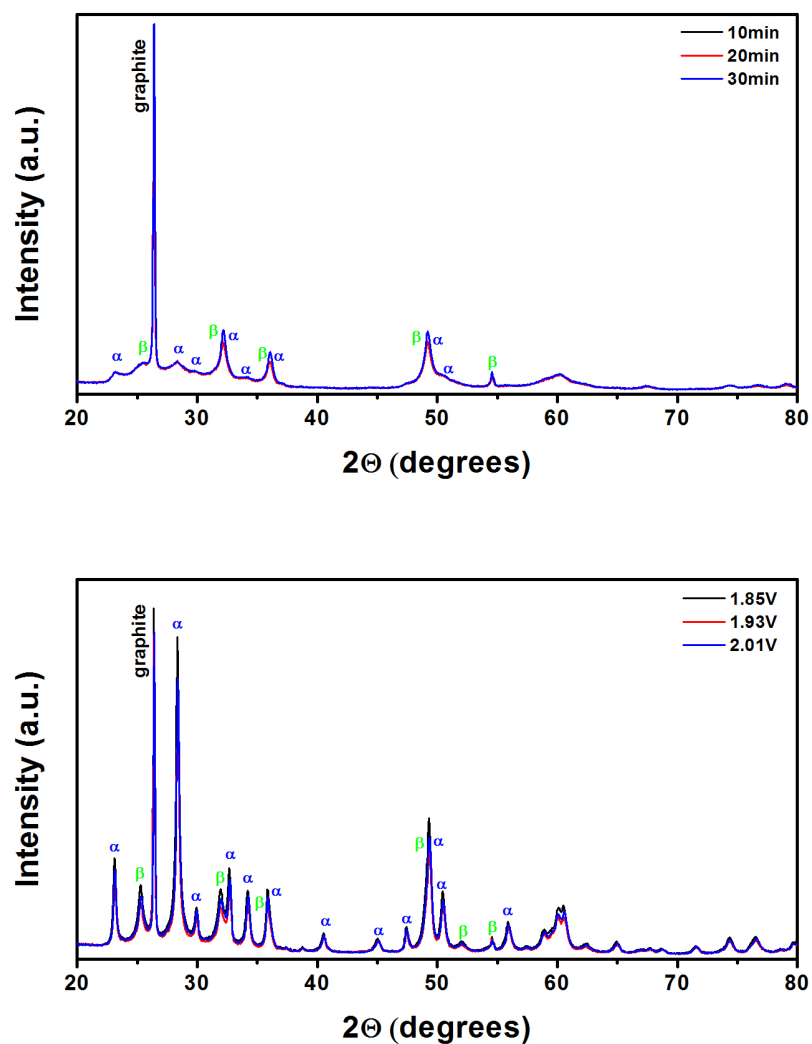 10min
20min
30min
graphite
Intensity (a.u.)
α β α α β α α β α β α α β
20 30 40 50 60 70 80
2Θ (degrees)
1.85V
1.93V
2.01V
graphite
Intensity (a.u.)
α β α α β α α β α α α α β α α β β α
20 30 40 50 60 70 80
2Θ (degrees)